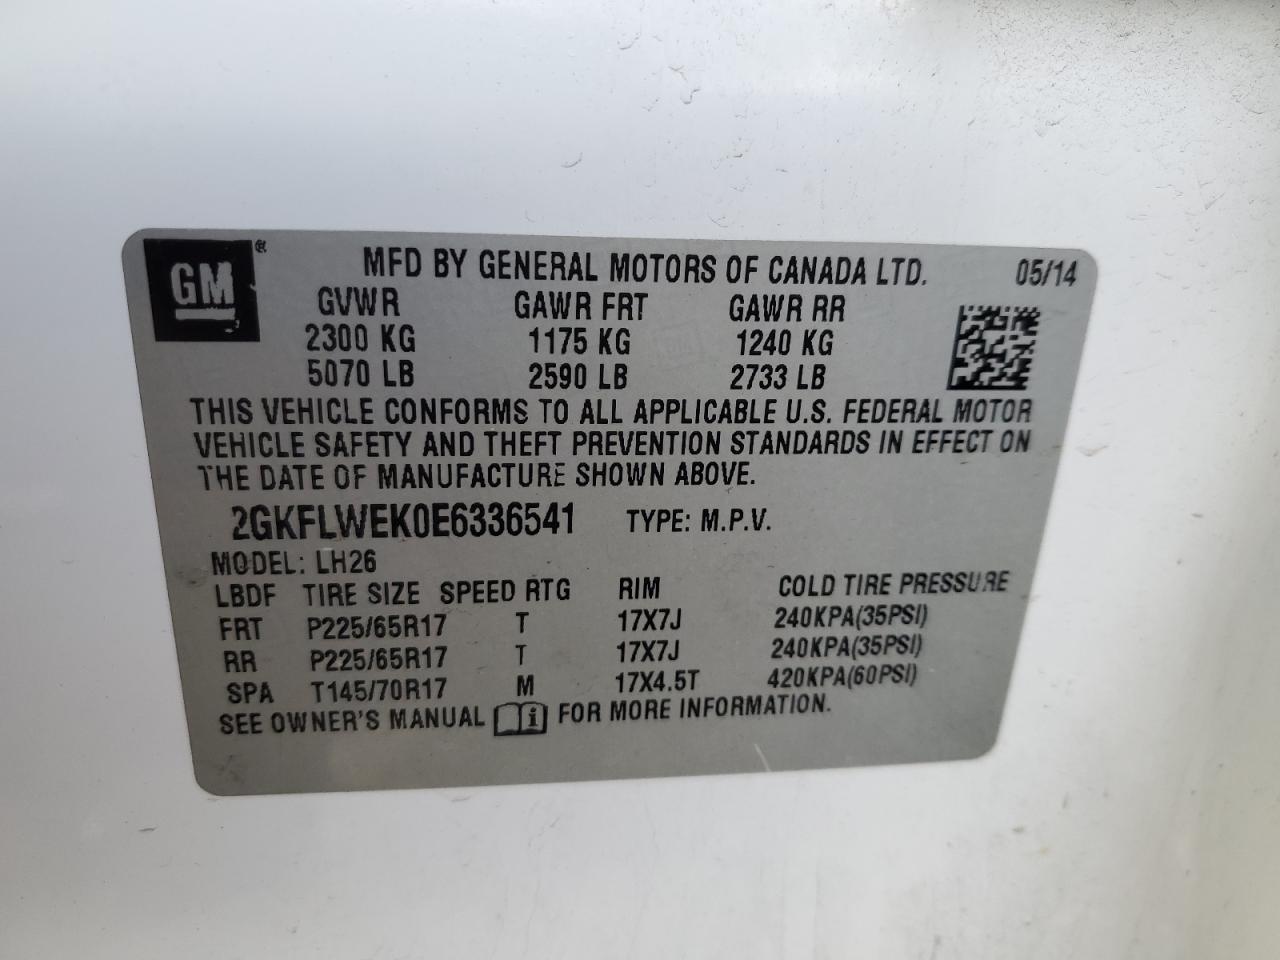 GM ®
MFD BY GENERAL MOTORS OF CANADA LTD. 05/14
GVWR GAWR FRT GAWR RR
2300 KG 1175 KG 1240 KG
5070 LB 2590 LB 2733 LB
THIS VEHICLE CONFORMS TO ALL APPLICABLE U.S. FEDERAL MOTOR
VEHICLE SAFETY AND THEFT PREVENTION STANDARDS IN EFFECT ON
THE DATE OF MANUFACTURE SHOWN ABOVE.
2GKFLWEK0E6336541 TYPE: M.P.V.
MODEL: LH26
LBDF TIRE SIZE SPEED RTG RIM COLD TIRE PRESSURE
FRT P225/65R17 T 17X7J 240KPA(35PSI)
RR P225/65R17 T 17X7J 240KPA(35PSI)
SPA T145/70R17 M 17X4.5T 420KPA(60PSI)
SEE OWNER'S MANUAL i FOR MORE INFORMATION.